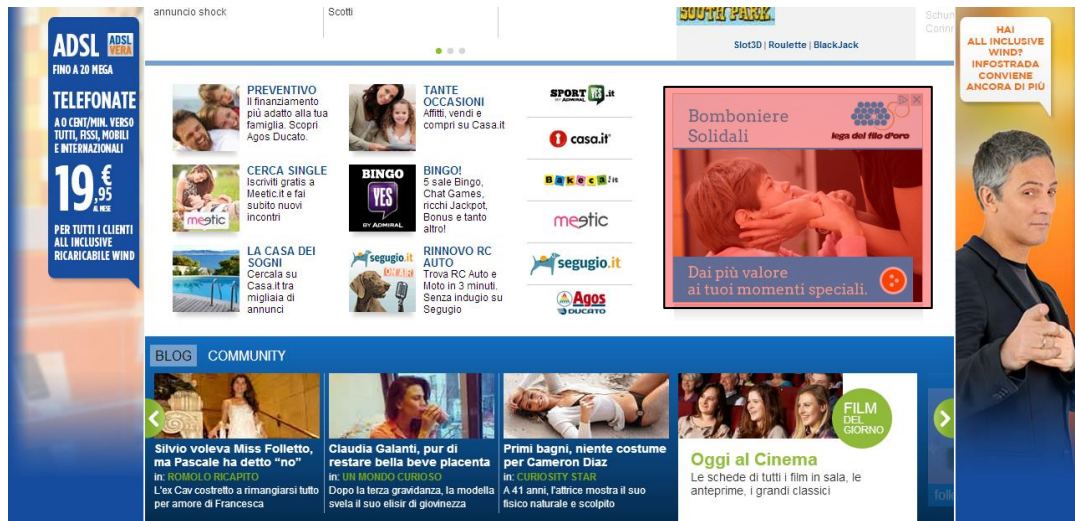 annuncio shock
Scotti
SOUTH PARK
Slot3D | Roulette | BlackJack
ADSL ADSL VERA
FINO A 20 MEGA
TELEFONATE
A 0 CENT/MIN. VERSO
TUTTI, FISSI, MOBILI
E INTERNAZIONALI
19,95 €
AL MESE
PER TUTTI I CLIENTI
ALL INCLUSIVE
RICARICABILE WIND
PREVENTIVO
Il finanziamento
più adatto alla tua
famiglia. Scopri
Agos Ducato.
TANTE
OCCASIONI
Affitti, vendi e
compri su Casa.it
CERCA SINGLE
Iscriviti gratis a
Meetic.it e fai
subito nuovi
incontri
meetic
BINGO
YES
BY ADMIRAL
BINGO!
5 sale Bingo,
Chat Games,
ricchi Jackpot,
Bonus e tanto
altro!
LA CASA DEI
SOGNI
Cercala su
Casa.it tra
migliaia di
annunci
segugio.it
ON AIR
RINNOVO RC
AUTO
Trova RC Auto e
Moto in 3 minuti.
Senza indugio su
Segugio
SPORT YES .it
BY ADMIRAL
casa.it
BAKECA.it
meetic
segugio.it
Agos
DUCATO
Bomboniere
Solidali
lega del filo d'oro
Dai più valore
ai tuoi momenti speciali.
HAI
ALL INCLUSIVE
WIND?
INFOSTRADA
CONVIENE
ANCORA DI PIÙ
BLOG COMMUNITY
Silvio voleva Miss Folletto,
ma Pascale ha detto “no”
in: ROMOLO RICAPITO
L'ex Cav costretto a rimangiarsi tutto
per amore di Francesca
Claudia Galanti, pur di
restare bella beve placenta
in: UN MONDO CURIOSO
Dopo la terza gravidanza, la modella
svela il suo elisir di giovinezza
Primi bagni, niente costume
per Cameron Diaz
in: CURIOSITY STAR
A 41 anni, l'attrice mostra il suo
fisico naturale e scolpito
FILM
DEL
GIORNO
Oggi al Cinema
Le schede di tutti i film in sala, le
anteprime, i grandi classici